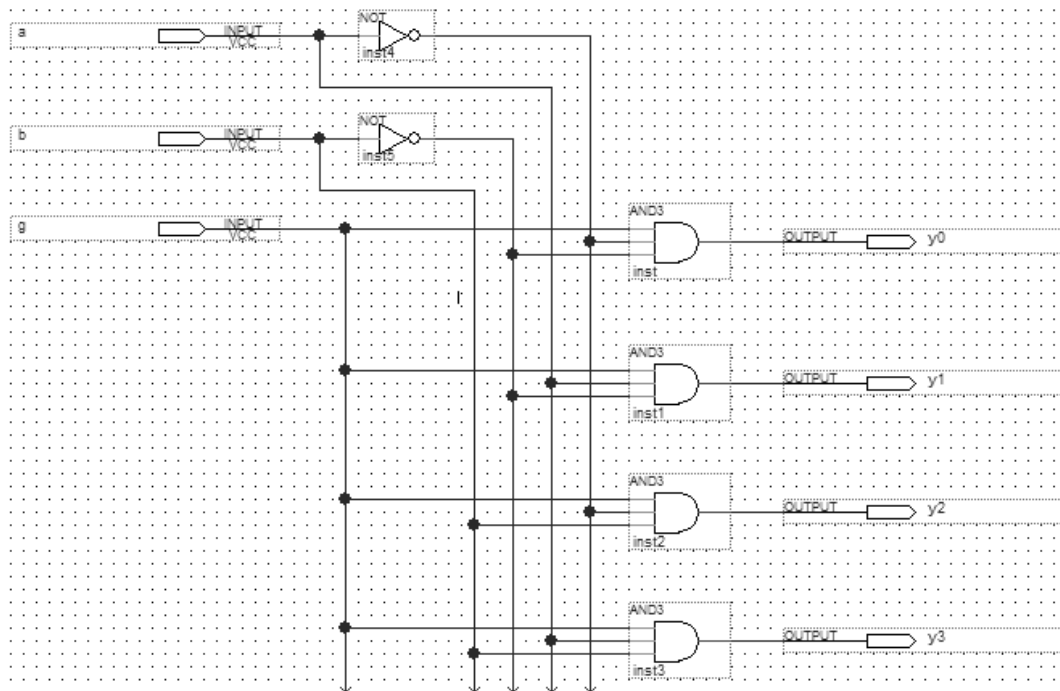 NOT
a
INPUT
VCC
inst4
NOT
b
INPUT
VCC
inst5
g
INPUT
VCC
AND3
inst
OUTPUT
y0
AND3
inst1
OUTPUT
y1
AND3
inst2
OUTPUT
y2
AND3
inst3
OUTPUT
y3